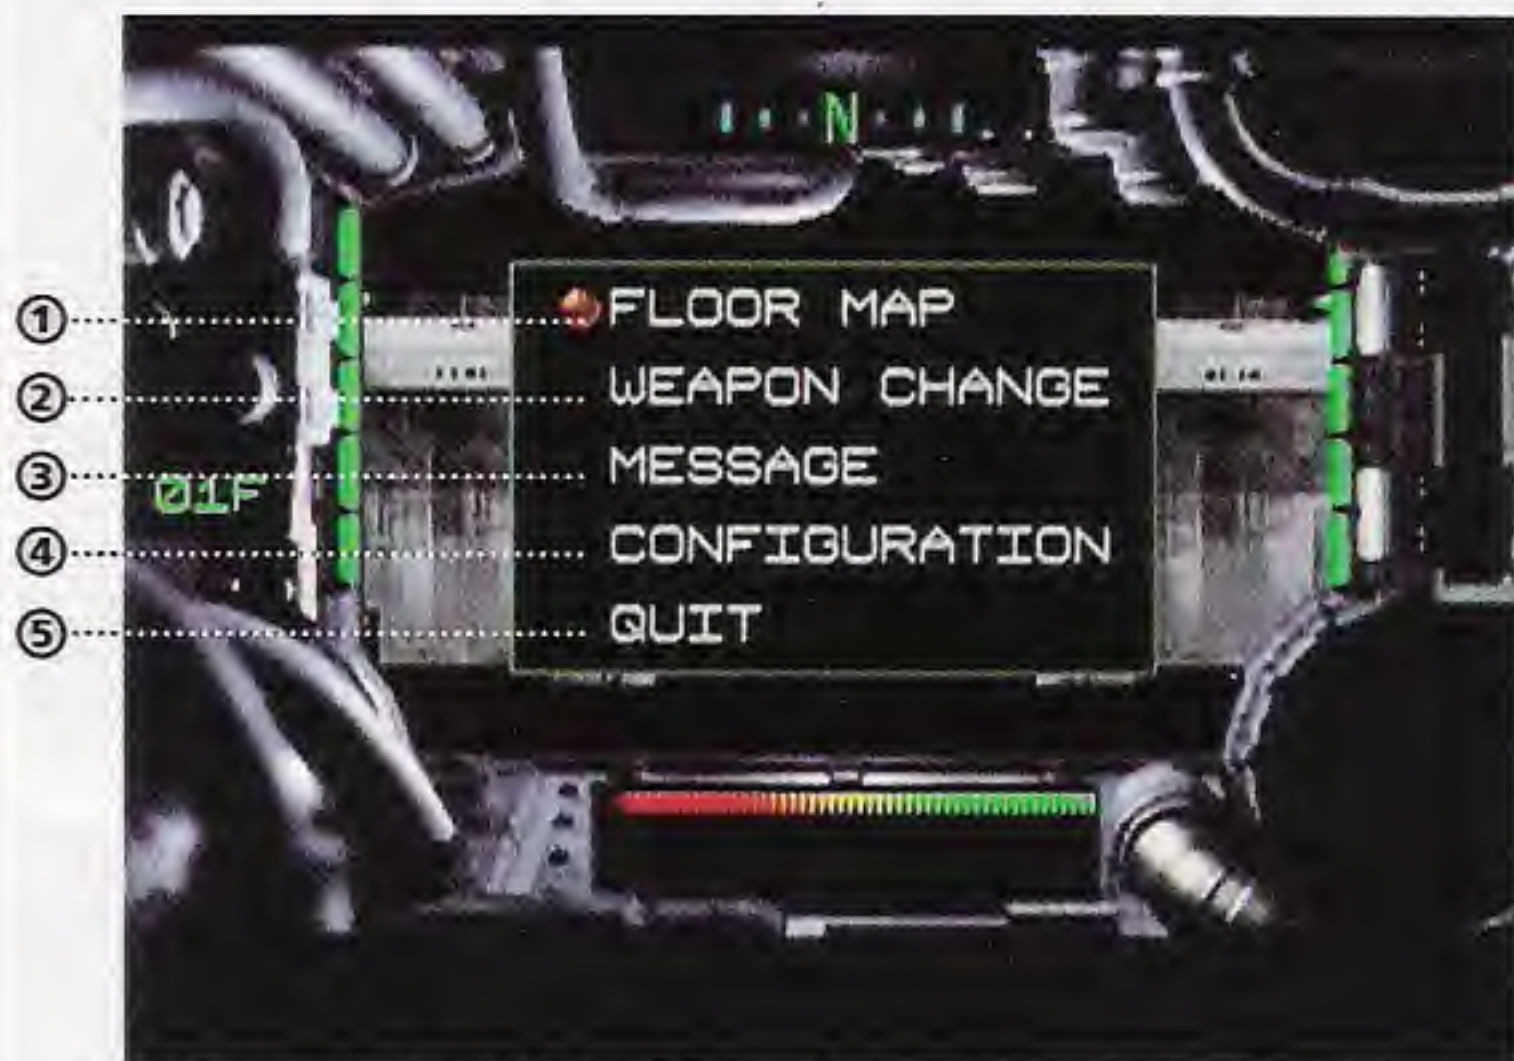 N
① FLOOR MAP
② WEAPON CHANGE
③ MESSAGE
01F
④ CONFIGURATION
⑤ QUIT